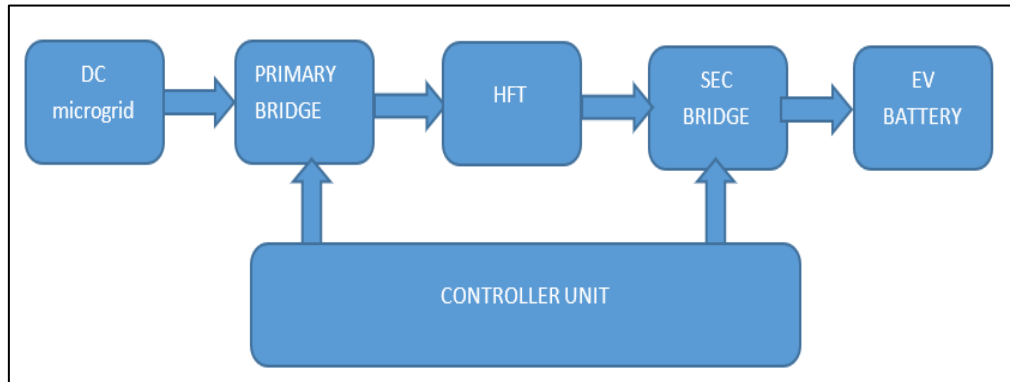 DC
microgrid
PRIMARY
BRIDGE
HFT
SEC
BRIDGE
EV
BATTERY
CONTROLLER UNIT